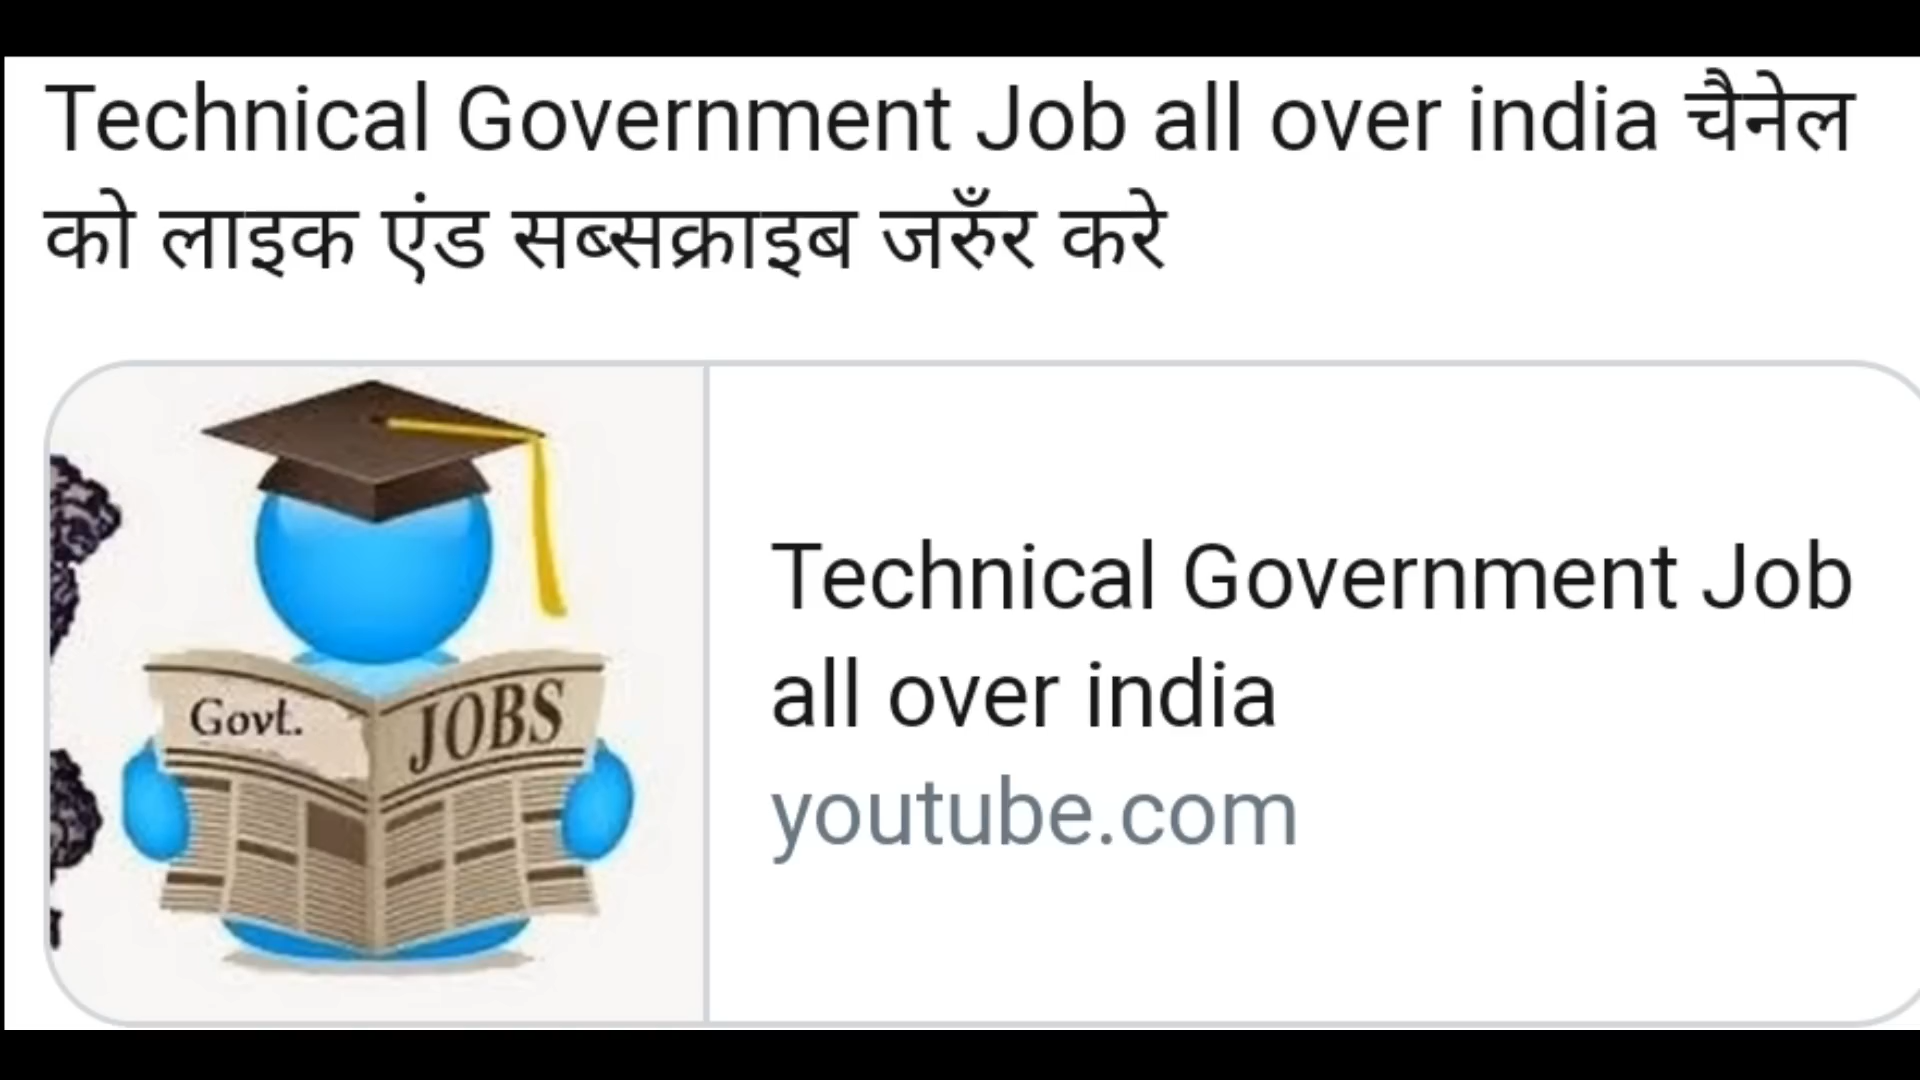 Technical Government Job all over india चैनेल
को लाइक एंड सब्सक्राइब जरुँर करे
Govt.
JOBS
Technical Government Job
all over india
youtube.com